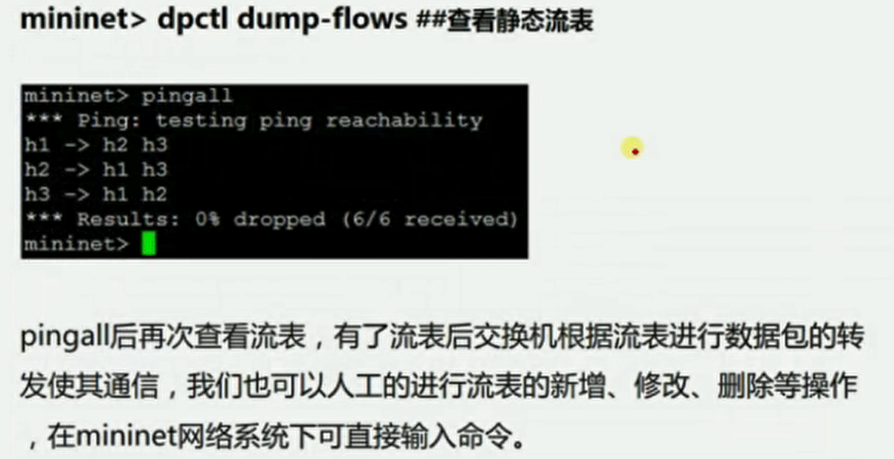 mininet> dpctl dump-flows ##查看静态流表
mininet> pingall
*** Ping: testing ping reachability
h1 -> h2 h3
h2 -> h1 h3
h3 -> h1 h2
*** Results: 0% dropped (6/6 received)
mininet>
pingall后再次查看流表，有了流表后交换机根据流表进行数据包的转
发使其通信，我们也可以人工的进行流表的新增、修改、删除等操作
，在mininet网络系统下可直接输入命令。